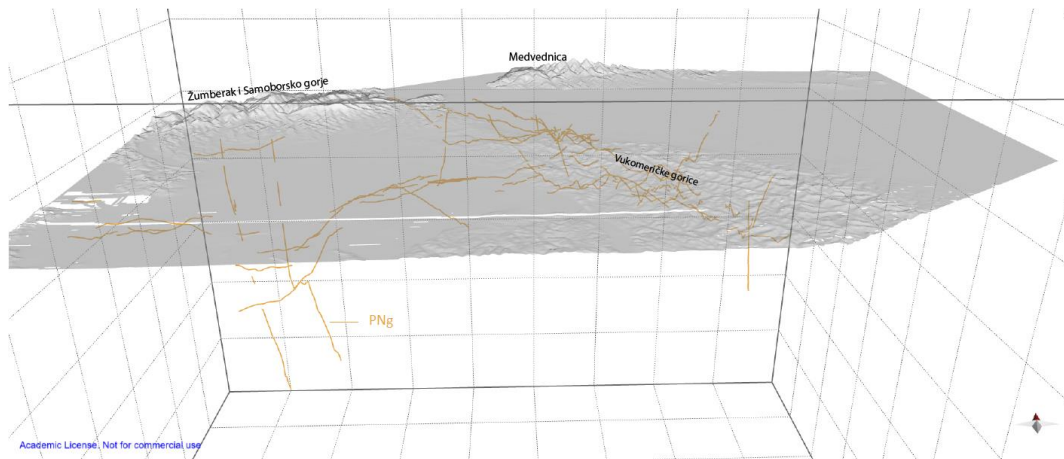 Medvednica
Žumberak i Samoborsko gorje
Vukomeričke gorice
PNg
Academic License. Not for commercial use